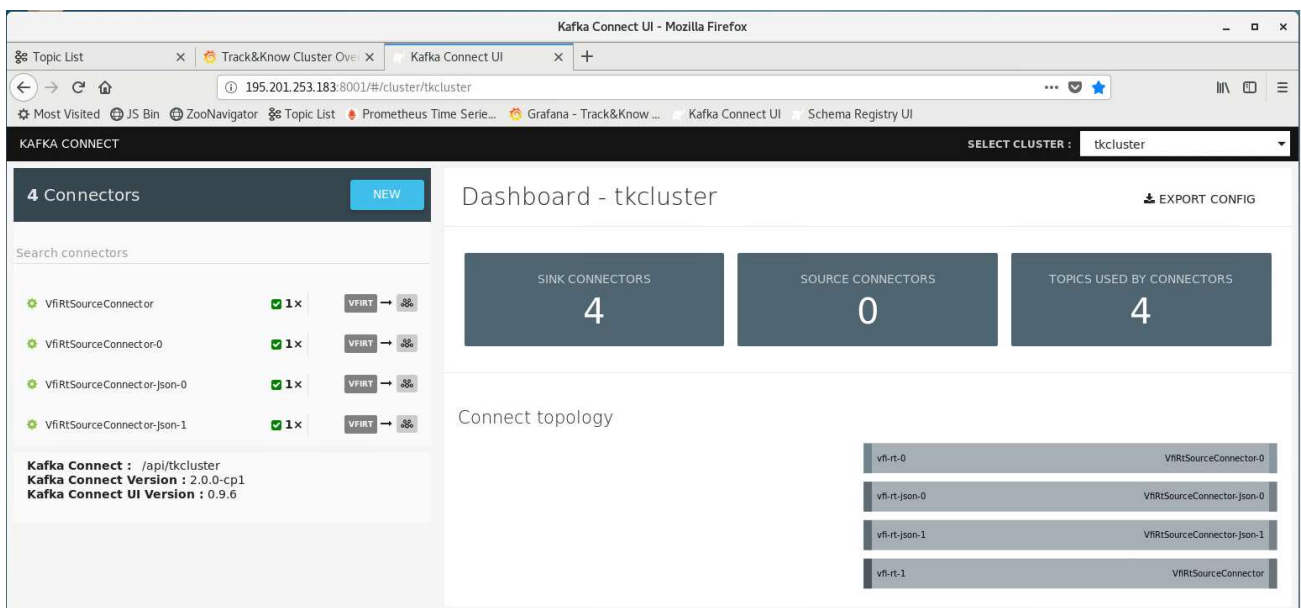 Kafka Connect UI - Mozilla Firefox
Topic List
Track&Know Cluster Ove
Kafka Connect UI
195.201.253.183:8001/#/cluster/tkcluster
Most Visited JS Bin ZooNavigator Topic List Prometheus Time Serie... Grafana - Track&Know ... Kafka Connect UI Schema Registry UI
KAFKA CONNECT
SELECT CLUSTER : tkcluster
4 Connectors
NEW
Search connectors
VfiRtSourceConnector 1× VFIRT →
VfiRtSourceConnector-0 1× VFIRT →
VfiRtSourceConnector-Json-0 1× VFIRT →
VfiRtSourceConnector-Json-1 1× VFIRT →
Kafka Connect : /api/tkcluster
Kafka Connect Version : 2.0.0-cp1
Kafka Connect UI Version : 0.9.6
Dashboard - tkcluster
EXPORT CONFIG
SINK CONNECTORS
4
SOURCE CONNECTORS
0
TOPICS USED BY CONNECTORS
4
Connect topology
vfi-rt-0 VfiRtSourceConnector-0
vfi-rt-json-0 VfiRtSourceConnector-Json-0
vfi-rt-json-1 VfiRtSourceConnector-Json-1
vfi-rt-1 VfiRtSourceConnector